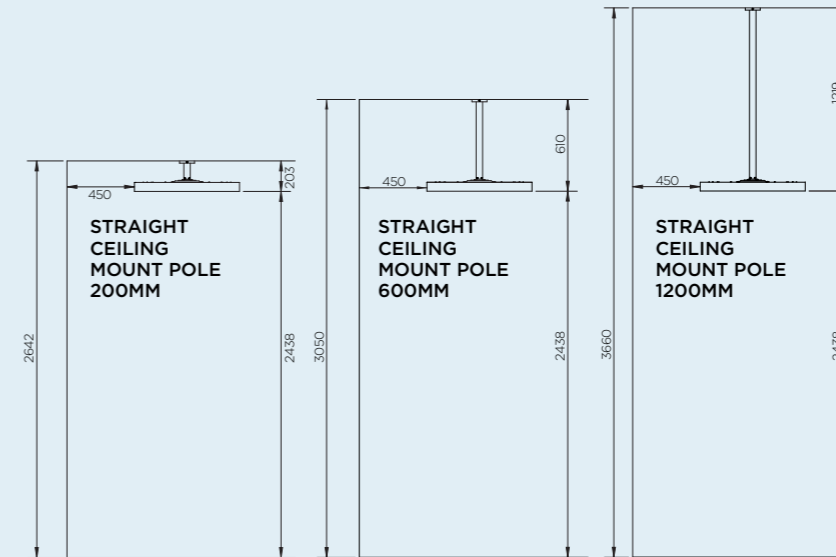 203
450
STRAIGHT
CEILING
MOUNT POLE
200MM
2642
2438
610
450
STRAIGHT
CEILING
MOUNT POLE
600MM
3050
2438
450
STRAIGHT
CEILING
MOUNT POLE
1200MM
3660